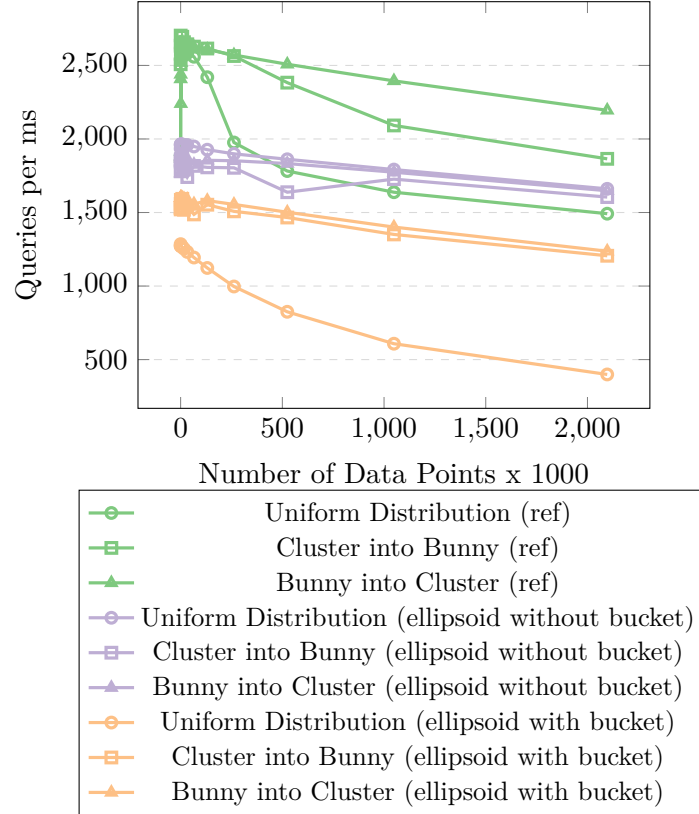 2,500
2,000
1,500
1,000
500
Queries per ms
0 500 1,000 1,500 2,000
Number of Data Points x 1000
Uniform Distribution (ref)
Cluster into Bunny (ref)
Bunny into Cluster (ref)
Uniform Distribution (ellipsoid without bucket)
Cluster into Bunny (ellipsoid without bucket)
Bunny into Cluster (ellipsoid without bucket)
Uniform Distribution (ellipsoid with bucket)
Cluster into Bunny (ellipsoid with bucket)
Bunny into Cluster (ellipsoid with bucket)